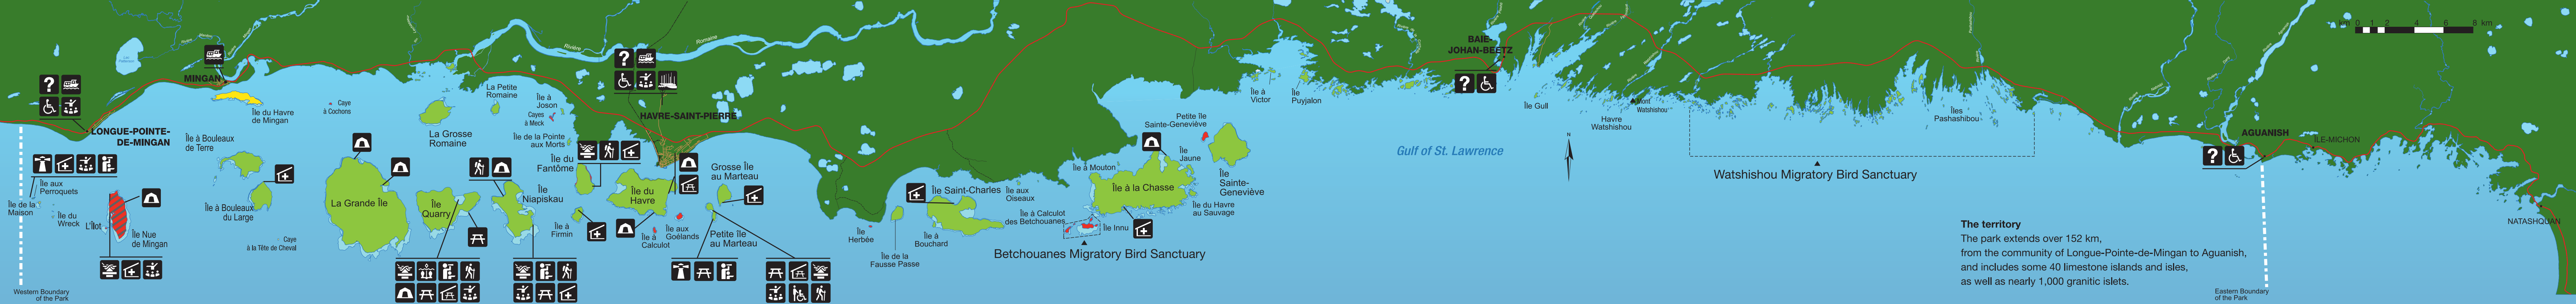 MINGAN
LONGUE-POINTE-
DE-MINGAN
Île aux
Perroquets
Île de la
Maison
Île du
Wreck
L'Îlot
Île Nue
de Mingan
Western Boundary
of the Park
Île du Havre
de Mingan
Île à Bouleaux
de Terre
Île à Bouleaux
du Large
Caye
à Cochons
Caye
à la Tête de Cheval
La Grande Île
La Grosse
Romaine
La Petite
Romaine
Île
Quarry
Île
Niapiskau
Île à
Joson
Cayes
à Meck
Île de la Pointe
aux Morts
Île du
Fantôme
Île à
Firmin
Rivière
Romaine
HAVRE-SAINT-PIERRE
Île du
Havre
Île à
Calculot
Île aux
Goélands
Grosse Île
au Marteau
Petite Île
au Marteau
Île
Herbée
Île de la
Fausse Passe
Île Saint-Charles
Île à
Bouchard
Île aux
Oiseaux
Île à Calculot
des Betchouanes
Île à Mouton
Île à la Chasse
Île Innu
Betchouanes Migratory Bird Sanctuary
Petite Île
Sainte-Geneviève
Île
Jaune
Île
Sainte-
Geneviève
Île du Havre
au Sauvage
Île à
Victor
Île
Puyjalon
Gulf of St. Lawrence
BAIE-
JOHAN-BEETZ
Île Gull
N
Havre
Watshishou
Mont
Watshishou
Watshishou Migratory Bird Sanctuary
Îles
Pashashibou
The territory
The park extends over 152 km,
from the community of Longue-Pointe-de-Mingan to Aguanish,
and includes some 40 limestone islands and isles,
as well as nearly 1,000 granitic islets.
AGUANISH
ÎLE-MICHON
Eastern Boundary
of the Park
NATASHQUAN
km 0 1 2 4 6 8 km